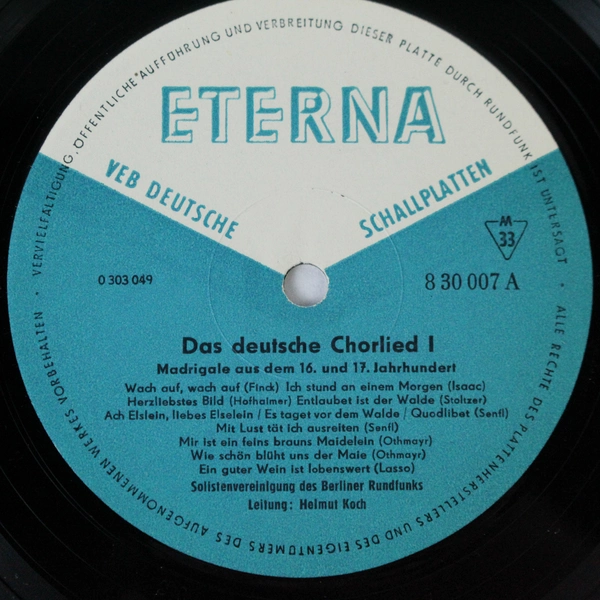 ALLE RECHTE DES PLATTENHERSTELLERS UND DES EIGENTÜMERS DES AUFGENOMMENEN WERKES VORBEHALTEN · VERVIELFÄLTIGUNG, ÖFFENTLICHE AUFFÜHRUNG UND VERBREITUNG DIESER PLATTE DURCH RUNDFUNK IST UNTERSAGT ·
ETERNA
VEB DEUTSCHE SCHALLPLATTEN
M
33
0 303 049
8 30 007 A
Das deutsche Chorlied I
Madrigale aus dem 16. und 17. Jahrhundert
Wach auf, wach auf (Finck) Ich stund an einem Morgen (Isaac)
Herzliebstes Bild (Hofhaimer) Entlaubet ist der Walde (Stoltzer)
Ach Elslein, liebes Elselein / Es taget vor dem Walde / Quodlibet (Senfl)
Mit Lust tät ich ausreiten (Senfl)
Mir ist ein feins brauns Maidelein (Othmayr)
Wie schön blüht uns der Maie (Othmayr)
Ein guter Wein ist lobenswert (Lasso)
Solistenvereinigung des Berliner Rundfunks
Leitung: Helmut Koch